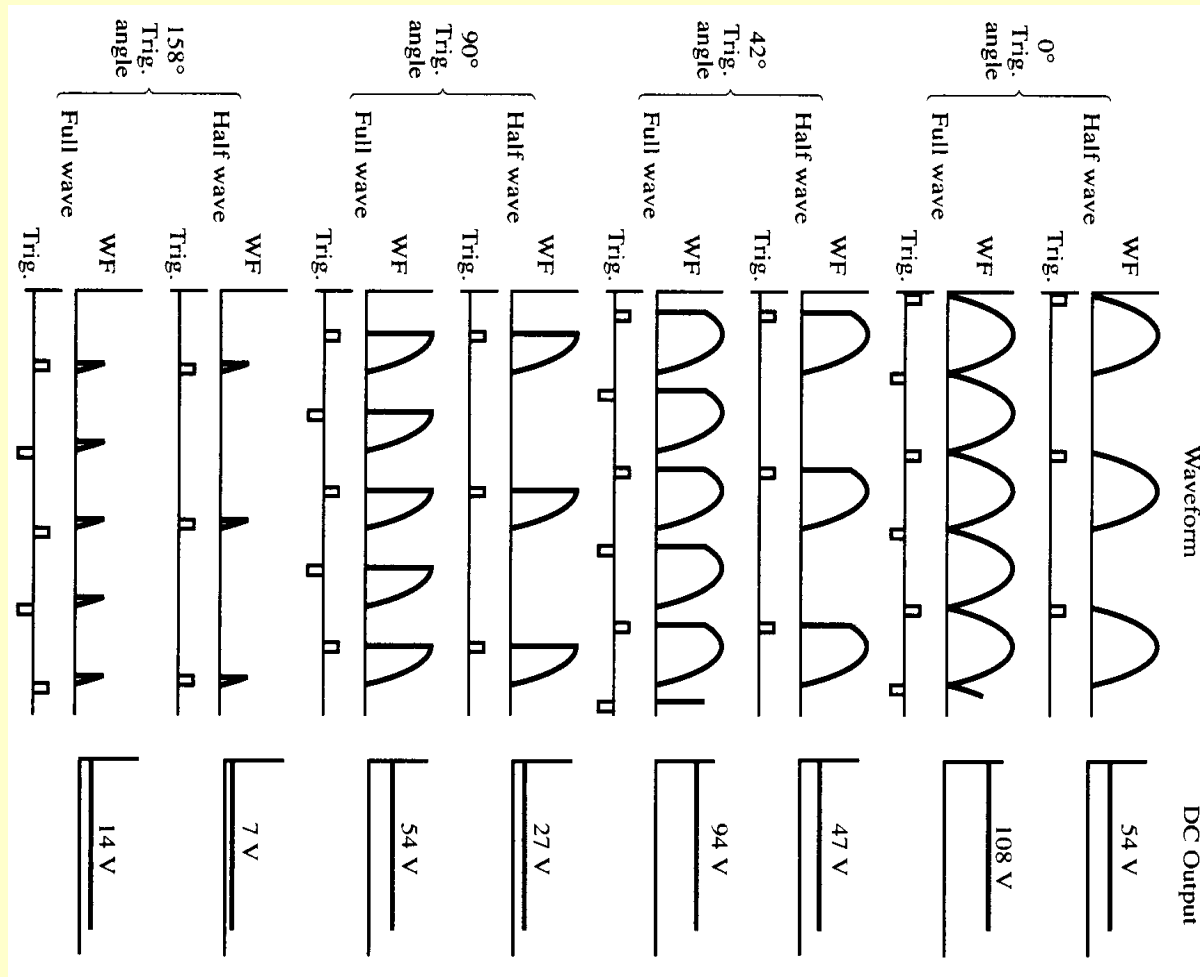 Waveform
DC Output
0°
Trig.
angle
Half wave
WF
Trig.
54 V
Full wave
WF
Trig.
108 V
42°
Trig.
angle
Half wave
WF
Trig.
47 V
Full wave
WF
Trig.
94 V
90°
Trig.
angle
Half wave
WF
Trig.
27 V
Full wave
WF
Trig.
54 V
158°
Trig.
angle
Half wave
WF
Trig.
7 V
Full wave
WF
Trig.
14 V